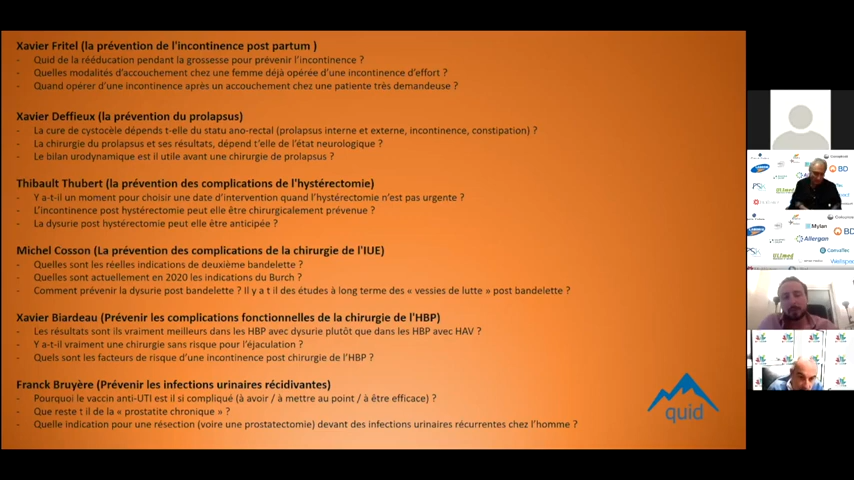 Xavier Fritel (la prévention de l'incontinence post partum )
- Quid de la rééducation pendant la grossesse pour prévenir l'incontinence ?
- Quelles modalités d'accouchement chez une femme déjà opérée d'une incontinence d'effort ?
- Quand opérer d'une incontinence après un accouchement chez une patiente très demandeuse ?
Xavier Deffieux (la prévention du prolapsus)
- La cure de cystocèle dépends t-elle du statu ano-rectal (prolapsus interne et externe, incontinence, constipation) ?
- La chirurgie du prolapsus et ses résultats, dépend t'elle de l'état neurologique ?
- Le bilan urodynamique est il utile avant une chirurgie de prolapsus ?
Thibault Thubert (la prévention des complications de l'hystérectomie)
- Y a-t-il un moment pour choisir une date d'intervention quand l'hystérectomie n'est pas urgente ?
- L'incontinence post hystérectomie peut elle être chirurgicalement prévenue ?
- La dysurie post hystérectomie peut elle être anticipée ?
Michel Cosson (La prévention des complications de la chirurgie de l'IUE)
- Quelles sont les réelles indications de deuxième bandelette ?
- Quelles sont actuellement en 2020 les indications du Burch ?
- Comment prévenir la dysurie post bandelette ? Il y a t il des études à long terme des « vessies de lutte » post bandelette ?
Xavier Biardeau (Prévenir les complications fonctionnelles de la chirurgie de l'HBP)
- Les résultats sont ils vraiment meilleurs dans les HBP avec dysurie plutôt que dans les HBP avec HAV ?
- Y a-t-il vraiment une chirurgie sans risque pour l'éjaculation ?
- Quels sont les facteurs de risque d'une incontinence post chirurgie de l'HBP ?
Franck Bruyère (Prévenir les infections urinaires récidivantes)
- Pourquoi le vaccin anti-UTI est il si compliqué (à avoir / à mettre au point / à être efficace) ?
- Que reste t il de la « prostatite chronique » ?
- Quelle indication pour une résection (voire une prostatectomie) devant des infections urinaires récurrentes chez l'homme ?
quid
BD
Mylan
Allergan
BD